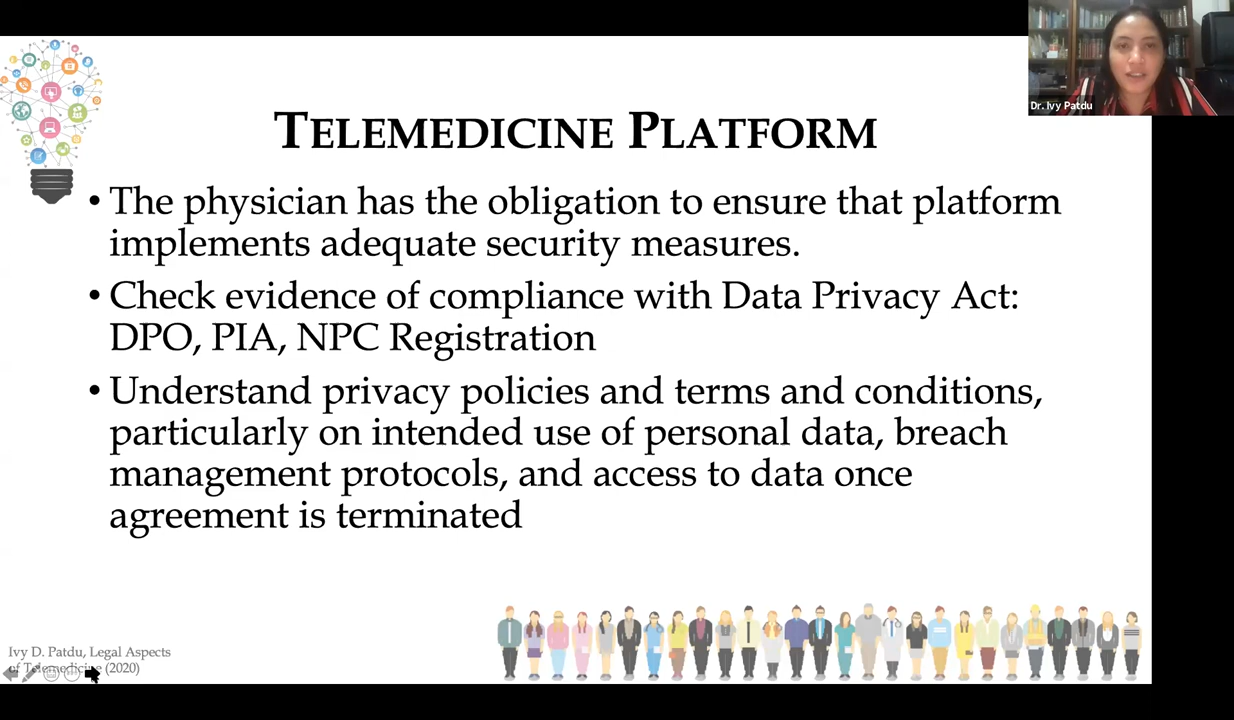 Dr. Ivy Patdu
TELEMEDICINE PLATFORM
• The physician has the obligation to ensure that platform
implements adequate security measures.
• Check evidence of compliance with Data Privacy Act:
DPO, PIA, NPC Registration
• Understand privacy policies and terms and conditions,
particularly on intended use of personal data, breach
management protocols, and access to data once
agreement is terminated
Ivy D. Patdu, Legal Aspects
of Telemedicine (2020)